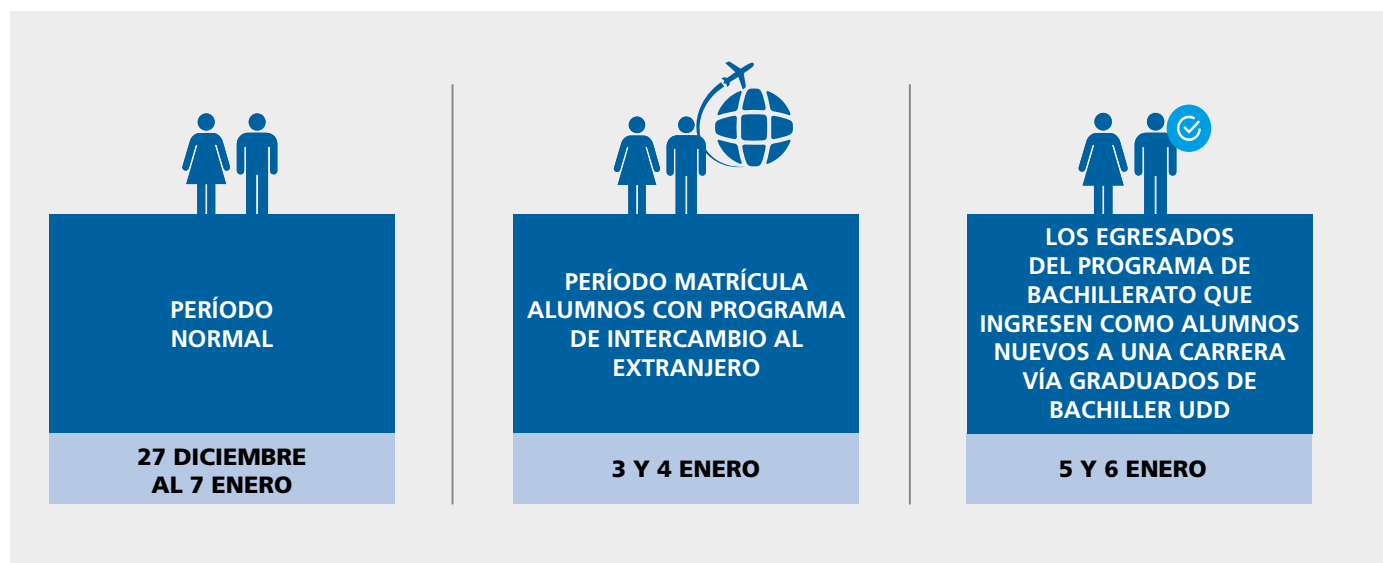 PERÍODO
NORMAL
27 DICIEMBRE
AL 7 ENERO
PERÍODO MATRÍCULA
ALUMNOS CON PROGRAMA
DE INTERCAMBIO AL
EXTRANJERO
3 Y 4 ENERO
LOS EGRESADOS
DEL PROGRAMA DE
BACHILLERATO QUE
INGRESEN COMO ALUMNOS
NUEVOS A UNA CARRERA
VÍA GRADUADOS DE
BACHILLER UDD
5 Y 6 ENERO